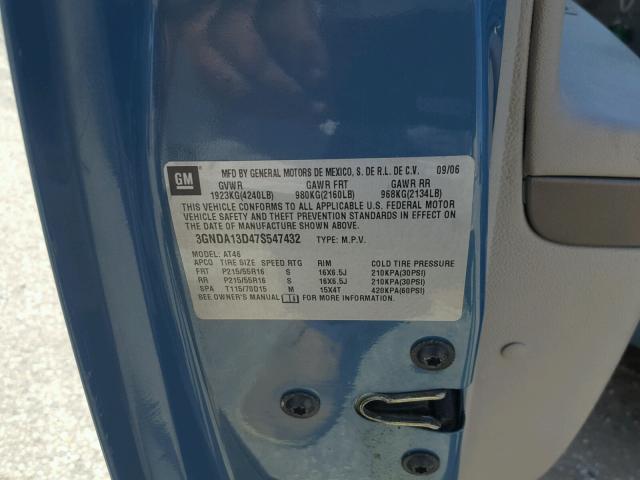 GM
MFD BY GENERAL MOTORS DE MEXICO, S. DE R.L. DE C.V. 09/06
GVWR GAWR FRT GAWR RR
1923KG(4240LB) 980KG(2160LB) 968KG(2134LB)
THIS VEHICLE CONFORMS TO ALL APPLICABLE U.S. FEDERAL MOTOR
VEHICLE SAFETY AND THEFT PREVENTION STANDARDS IN EFFECT ON
THE DATE OF MANUFACTURE SHOWN ABOVE.
3GNDA13D47S547432 TYPE: M.P.V.
MODEL: AT46
APCO TIRE SIZE SPEED RTG RIM COLD TIRE PRESSURE
FRT P215/55R16 S 16X6.5J 210KPA(30PSI)
RR P215/55R16 S 16X6.5J 210KPA(30PSI)
SPA T115/70D15 M 15X4T 420KPA(60PSI)
SEE OWNER'S MANUAL FOR ADDITIONAL INFORMATION.